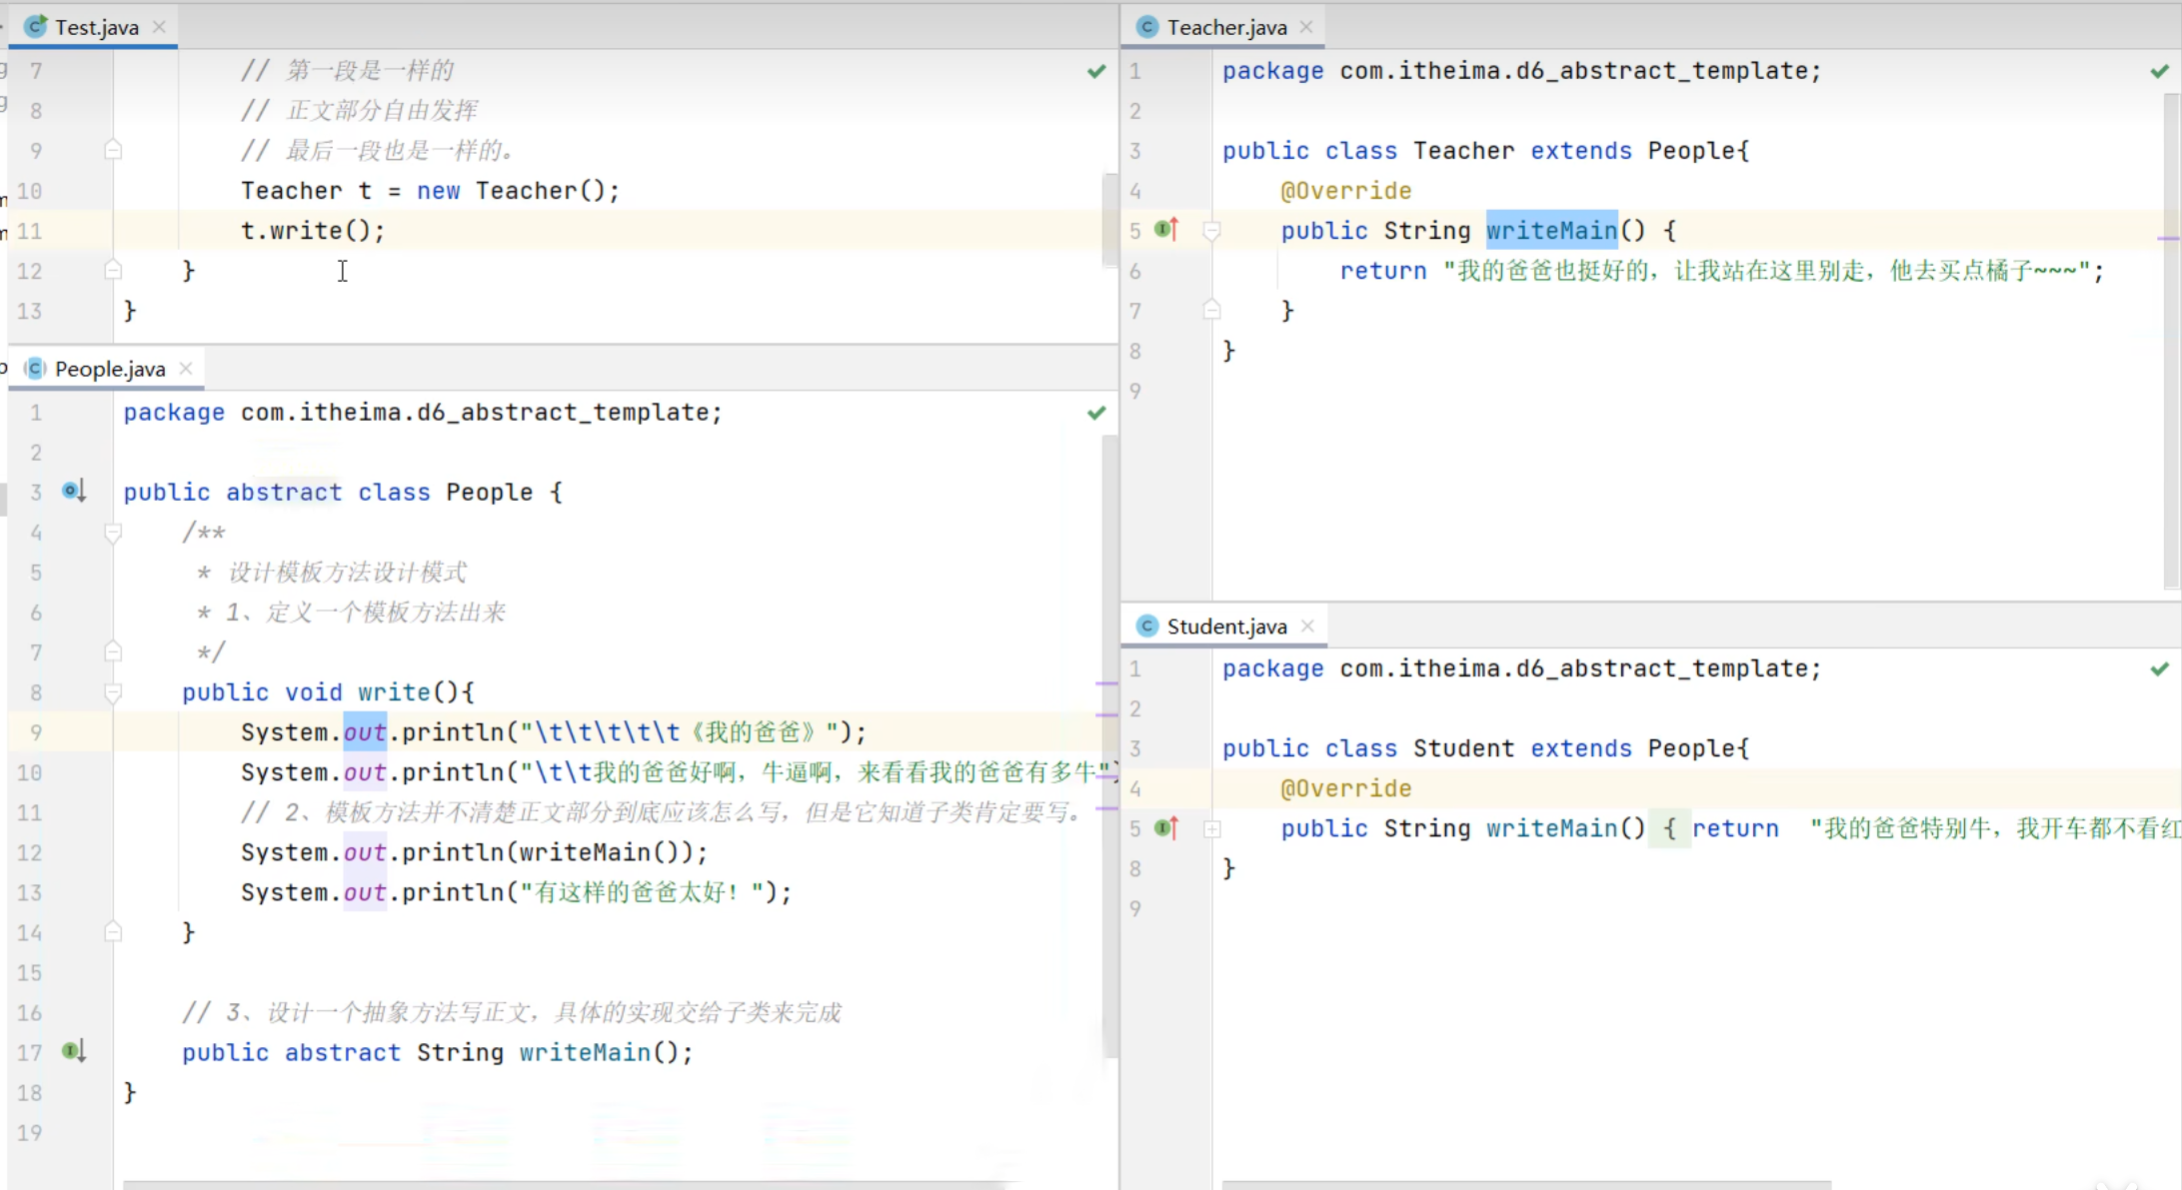 Test.java
7 // 第一段是一样的
8 // 正文部分自由发挥
9 // 最后一段也是一样的。
10 Teacher t = new Teacher();
11 t.write();
12 }
13 }
People.java
1 package com.itheima.d6_abstract_template;
2
3 public abstract class People {
4 /**
5 * 设计模板方法设计模式
6 * 1、定义一个模板方法出来
7 */
8 public void write(){
9 System.out.println("\t\t\t\t\t《我的爸爸》");
10 System.out.println("\t\t我的爸爸好啊，牛逼啊，来看看我的爸爸有多牛")
11 // 2、模板方法并不清楚正文部分到底应该怎么写，但是它知道子类肯定要写。
12 System.out.println(writeMain());
13 System.out.println("有这样的爸爸太好！");
14 }
15
16 // 3、设计一个抽象方法写正文，具体的实现交给子类来完成
17 public abstract String writeMain();
18 }
19
Teacher.java
1 package com.itheima.d6_abstract_template;
2
3 public class Teacher extends People{
4 @Override
5 public String writeMain() {
6 return "我的爸爸也挺好的，让我站在这里别走，他去买点橘子~~~";
7 }
8 }
9
Student.java
1 package com.itheima.d6_abstract_template;
2
3 public class Student extends People{
4 @Override
5 public String writeMain() { return "我的爸爸特别牛，我开车都不看红
8 }
9